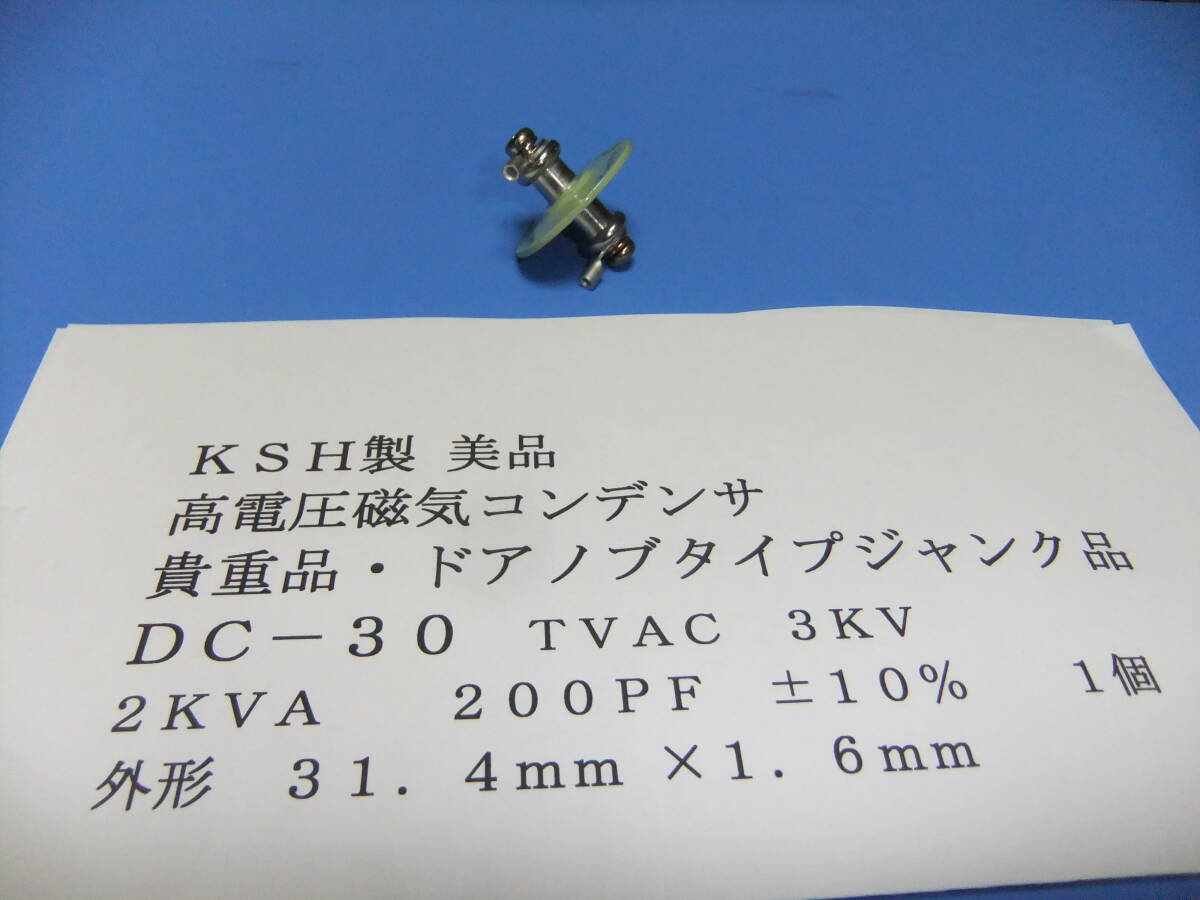 KSH製 美品
高電圧磁気コンデンサ
貴重品・ドアノブタイプジャンク品
DC－30 TVAC 3KV
2KVA 200PF ±10% 1個
外形 31．4mm×1．6mm